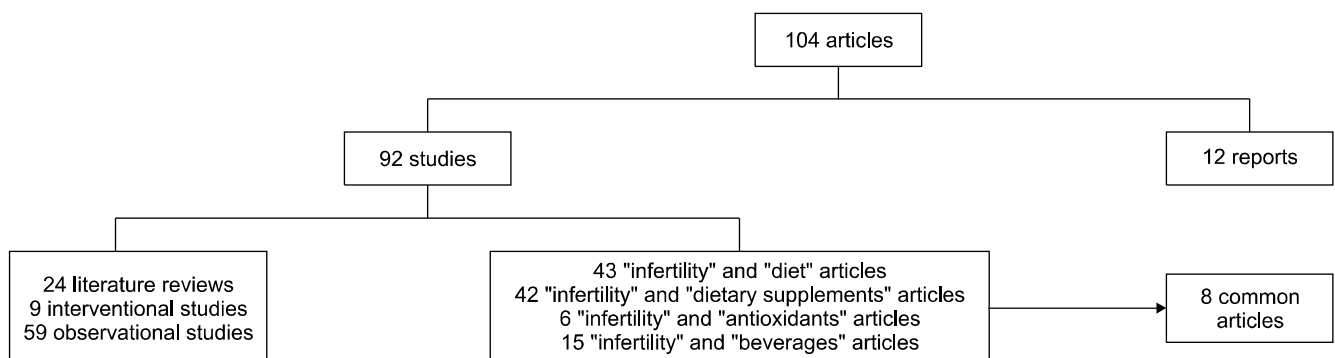 104 articles
92 studies
12 reports
24 literature reviews
9 interventional studies
59 observational studies
43 "infertility" and "diet" articles
42 "infertility" and "dietary supplements" articles
6 "infertility" and "antioxidants" articles
15 "infertility" and "beverages" articles
8 common
articles